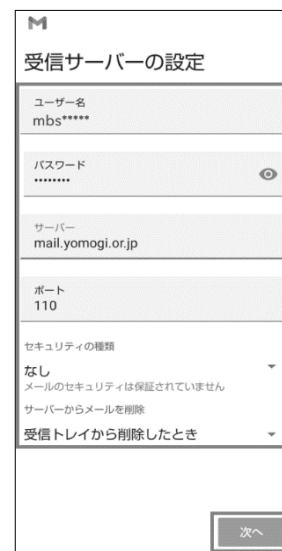 受信サーバーの設定
ユーザー名
mbs*****
パスワード
••••••••
サーバー
mail.yomogi.or.jp
ポート
110
セキュリティの種類
なし
メールのセキュリティは保証されていません
サーバーからメールを削除
受信トレイから削除したとき
次へ